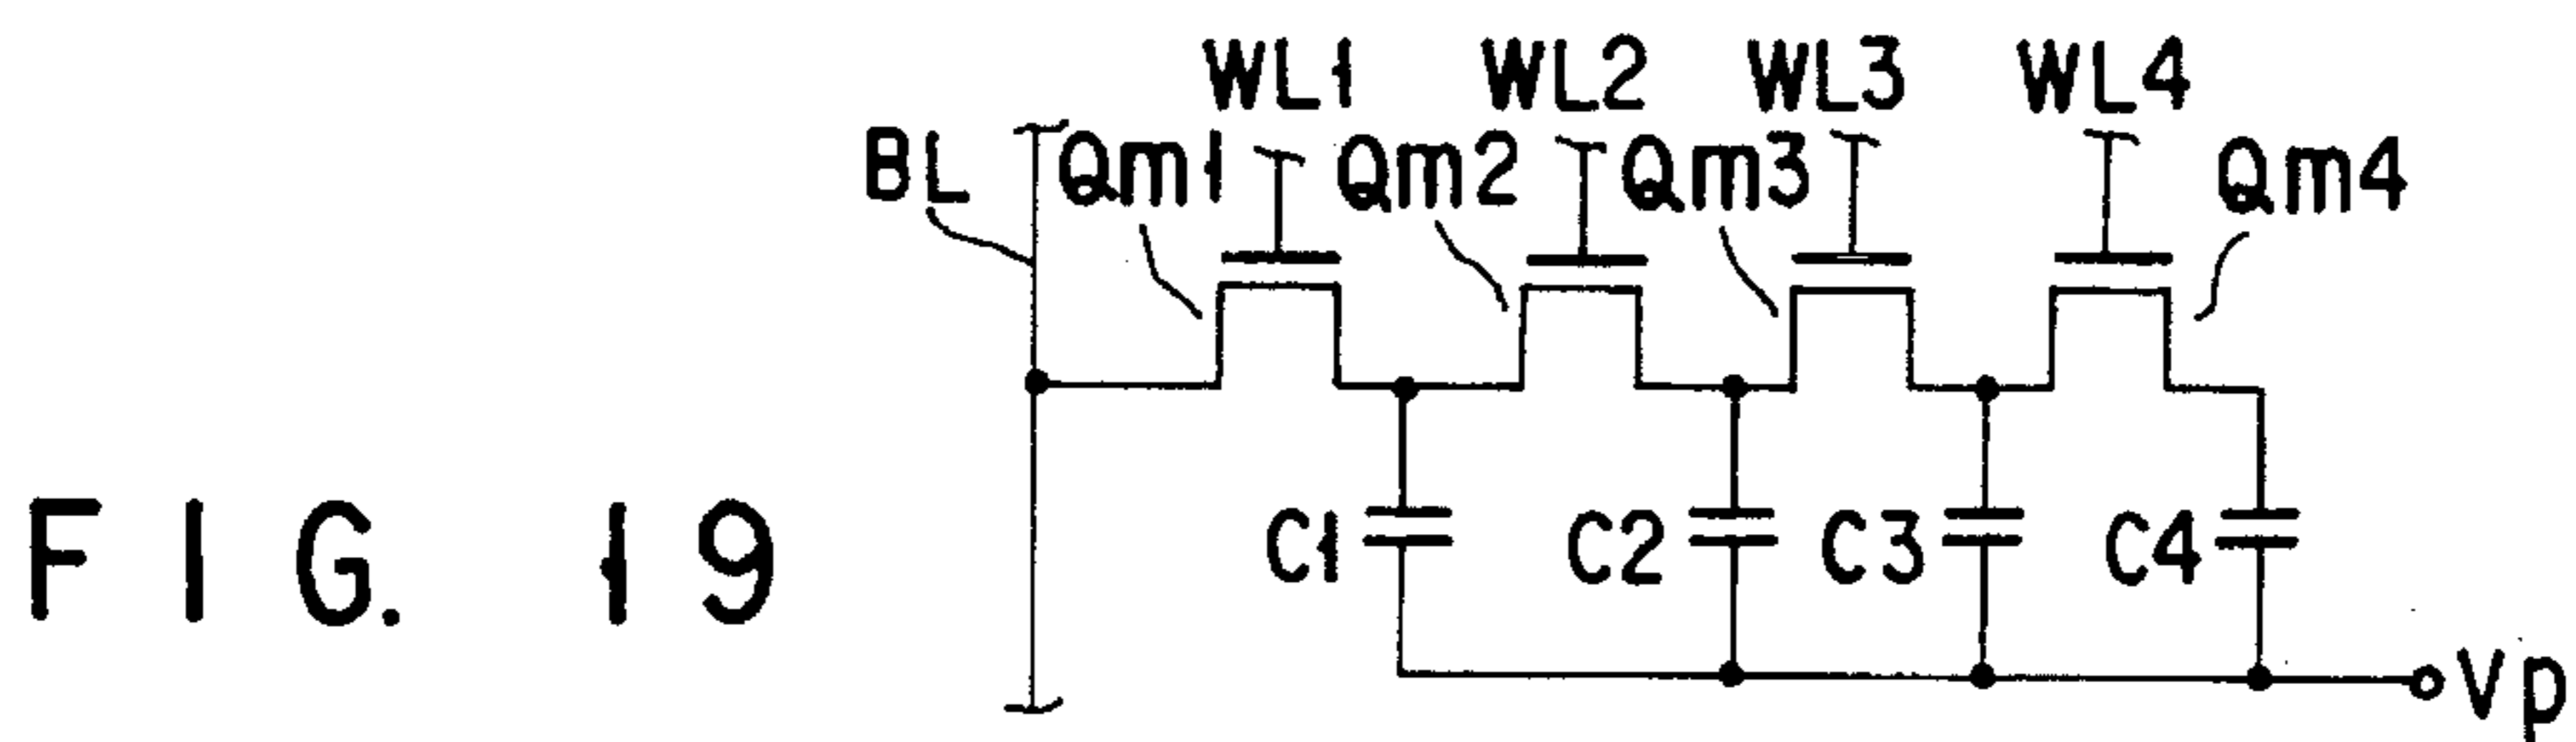 WL1 WL2 WL3 WL4
BL Qm1 Qm2 Qm3 Qm4
C1 C2 C3 C4
FIG. 19
Vp